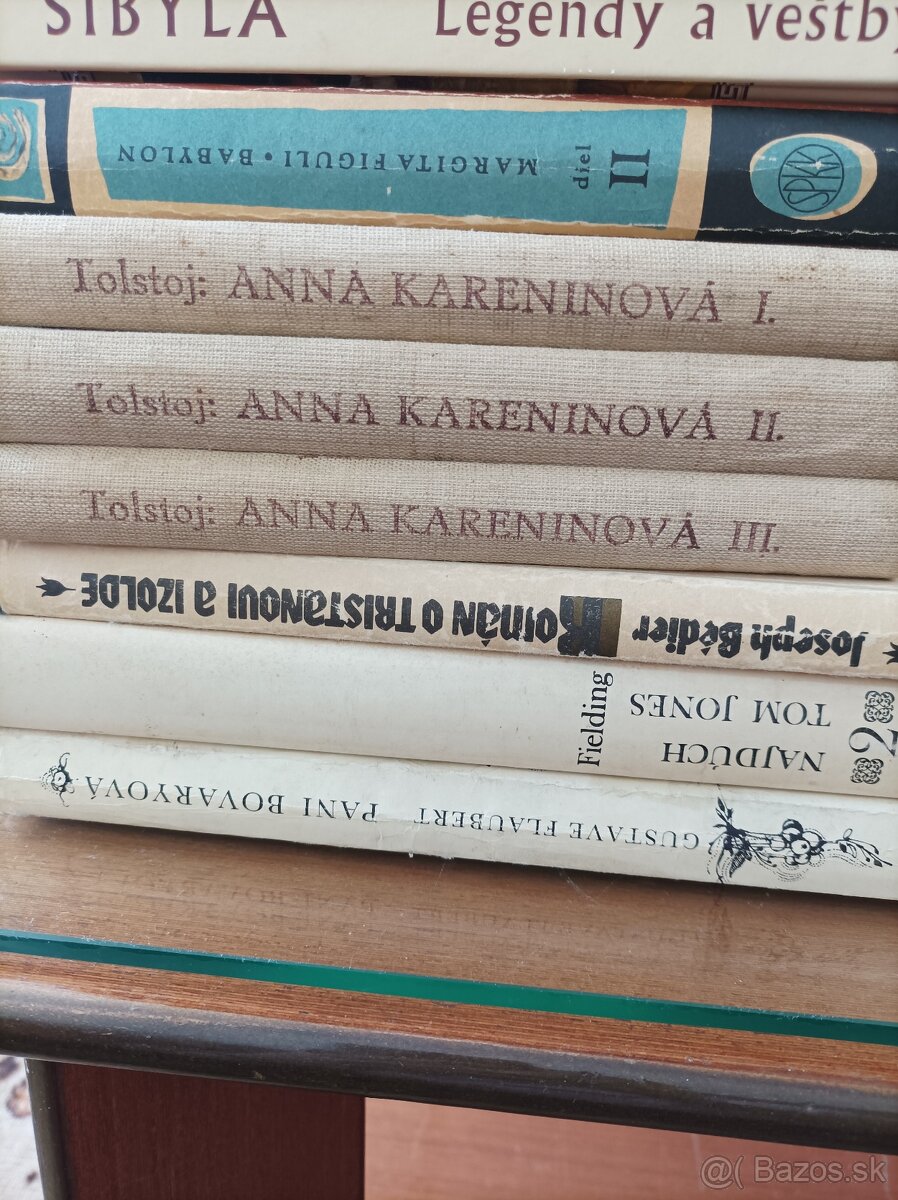 SIBYLA Legendy a veštby
MARGITA FIGULI • BABYLON
diel
II
SPKK
Tolstoj: ANNA KARENINOVÁ I.
Tolstoj: ANNA KARENINOVÁ II.
Tolstoj: ANNA KARENINOVÁ III.
Joseph Bédier Román O TRISTANOVI a IZOLDE
Fielding
NAJDÚCH
TOM JONES
2
GUSTAVE FLAUBERT PANI BOVARYOVÁ
@( Bazos.sk